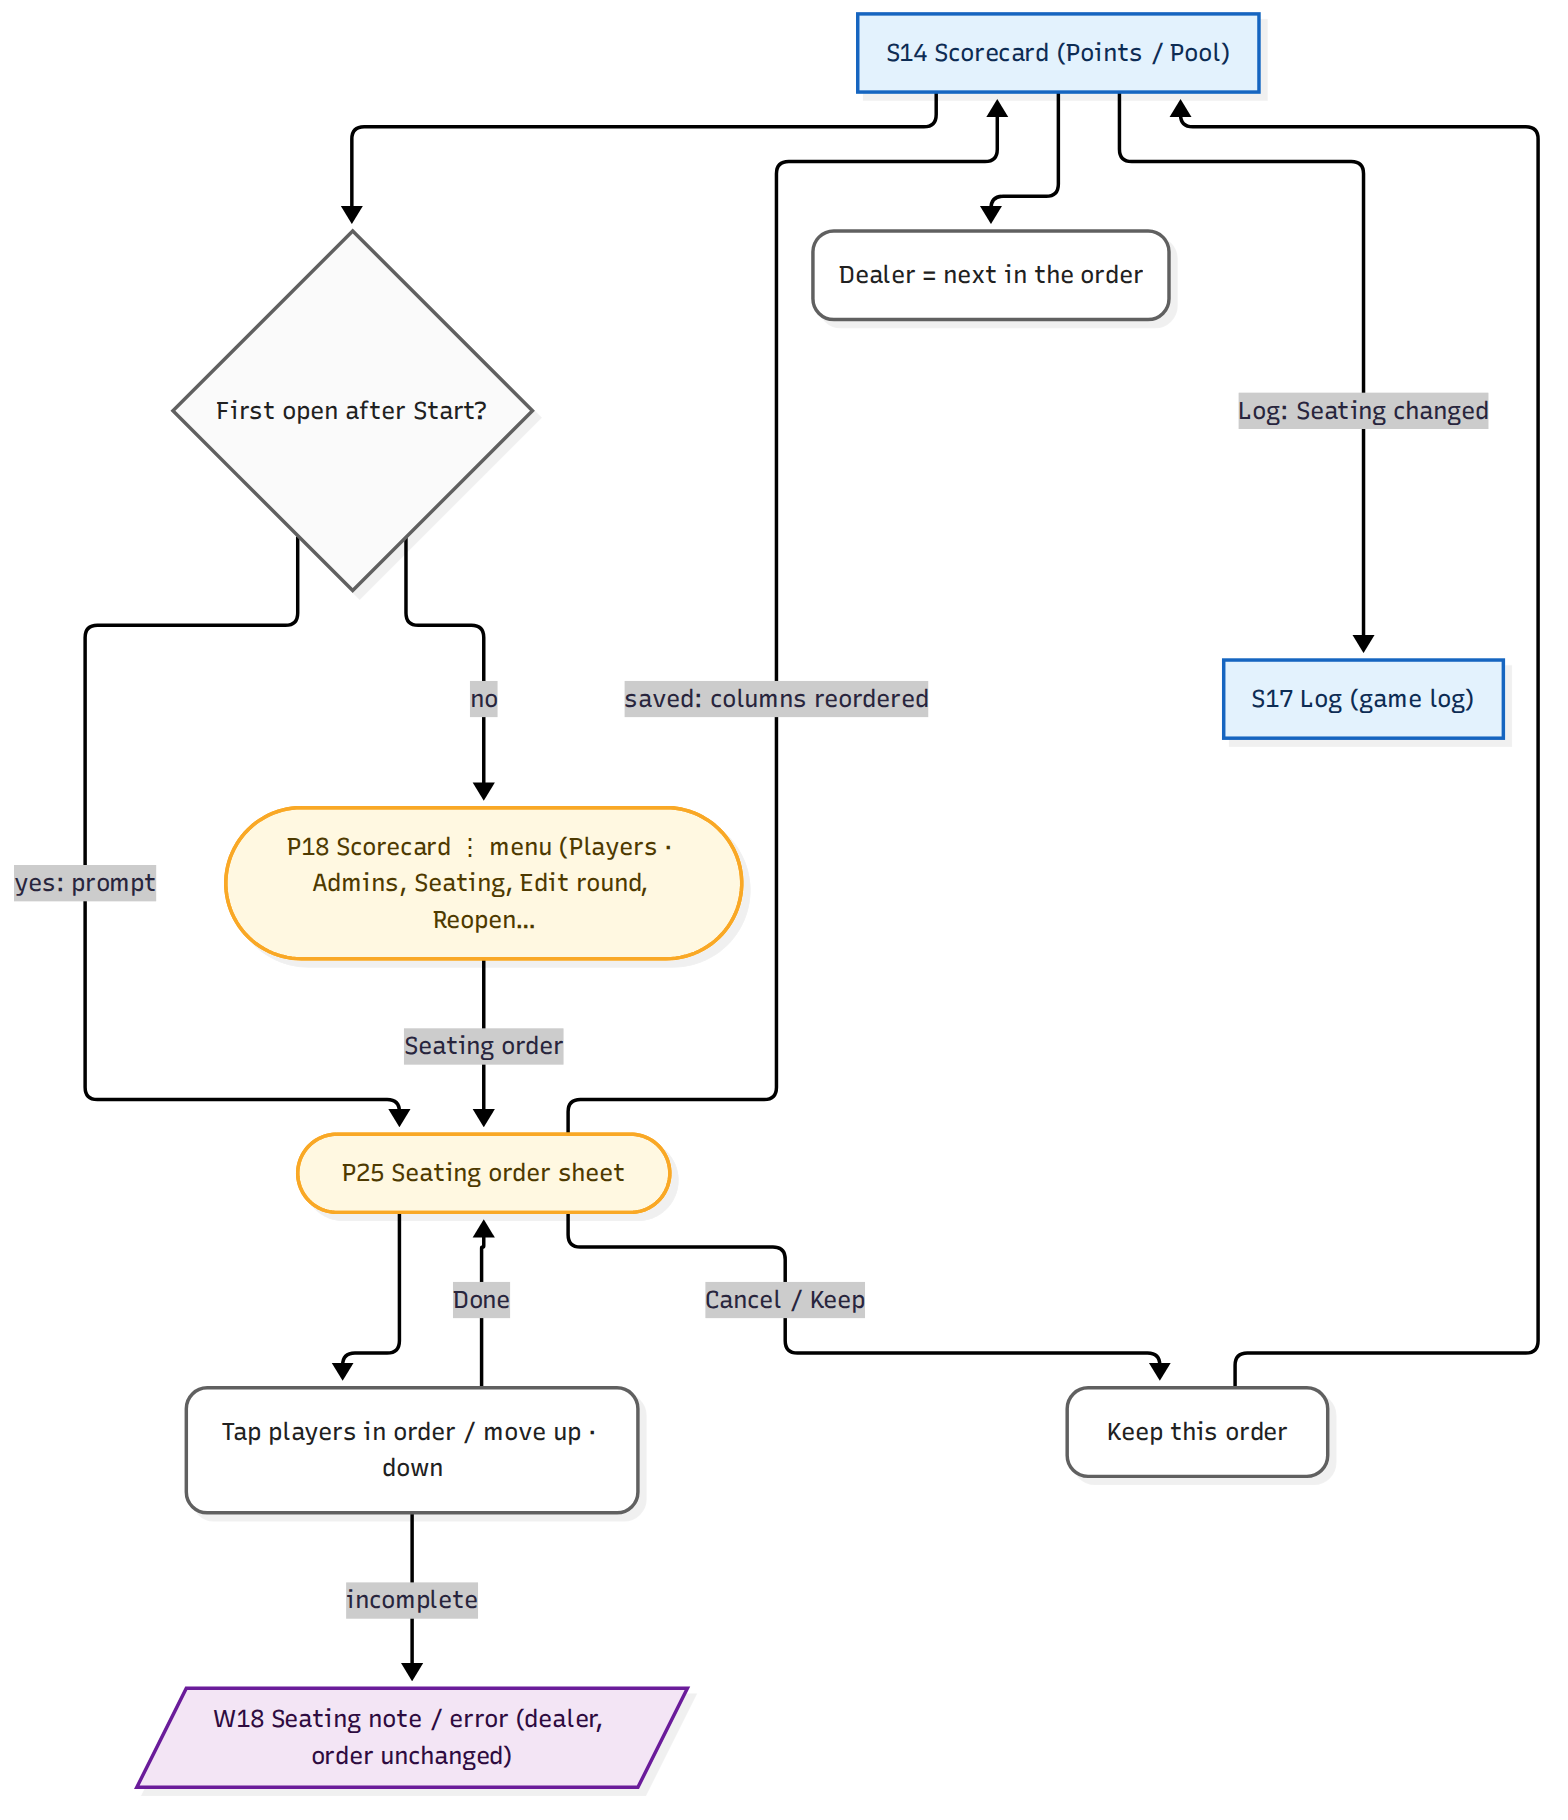 S14 Scorecard (Points / Pool)
Dealer = next in the order
First open after Start?
Log: Seating changed
no
saved: columns reordered
S17 Log (game log)
P18 Scorecard ⋮ menu (Players ·
Admins, Seating, Edit round,
Reopen...
yes: prompt
Seating order
P25 Seating order sheet
Done
Cancel / Keep
Tap players in order / move up ·
down
Keep this order
incomplete
W18 Seating note / error (dealer,
order unchanged)